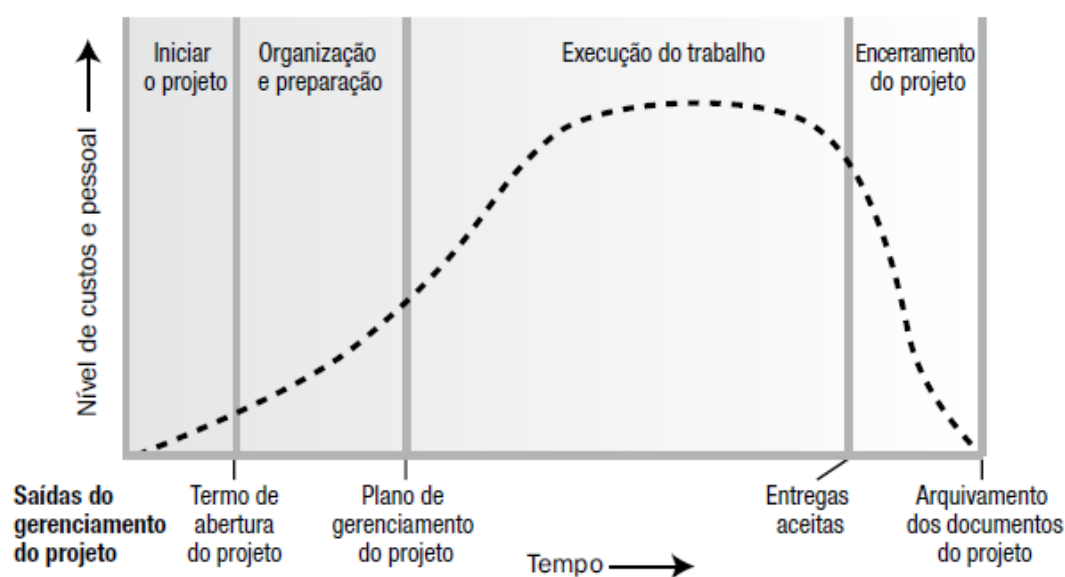 Iniciar
o projeto
Organização
e preparação
Execução do trabalho
Encerramento
do projeto
Nível de custos e pessoal
Saídas do
gerenciamento
do projeto
Termo de
abertura
do projeto
Plano de
gerenciamento
do projeto
Entregas
aceitas
Arquivamento
dos documentos
do projeto
Tempo